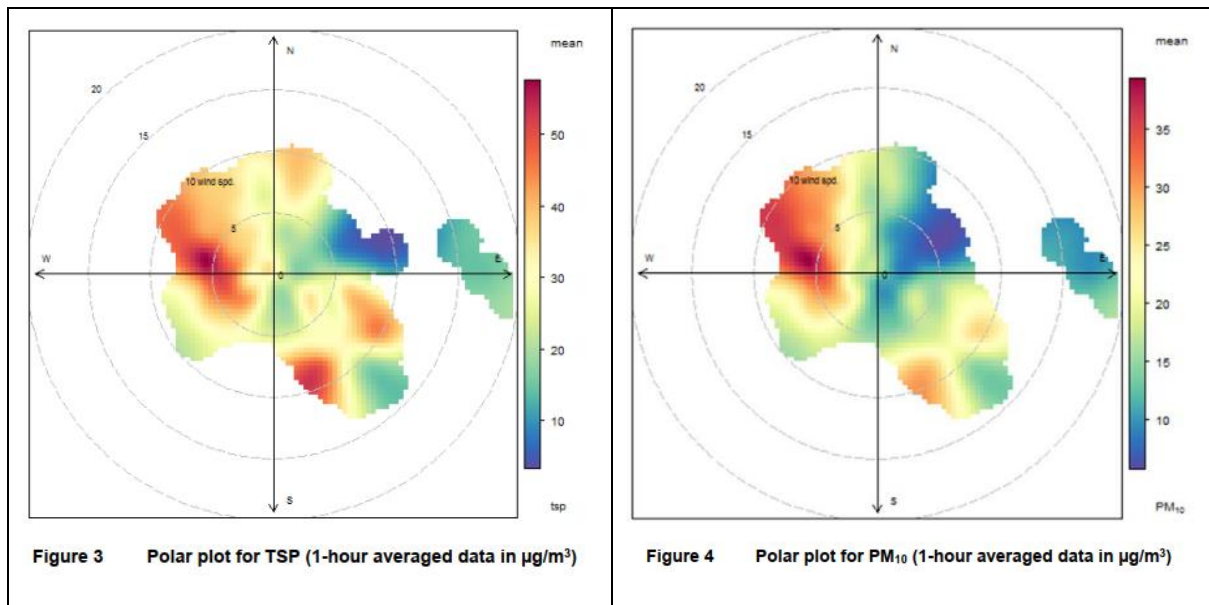 mean
N
20
15
10 wind spd.
5
W
0
E
S
50
40
30
20
10
tsp
Figure 3 Polar plot for TSP (1-hour averaged data in µg/m³)
mean
N
20
15
10 wind spd.
5
W
0
E
S
35
30
25
20
15
10
PM₁₀
Figure 4 Polar plot for PM₁₀ (1-hour averaged data in µg/m³)